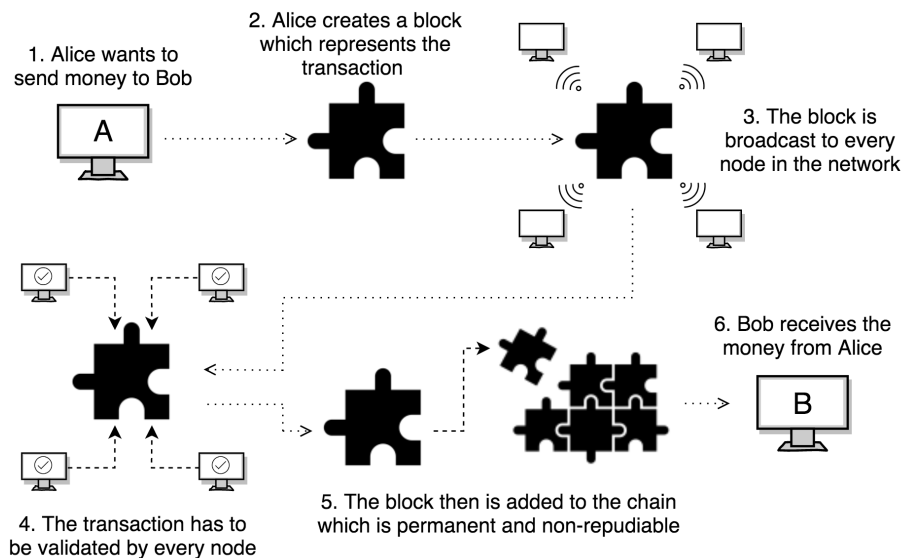 1. Alice wants to
send money to Bob
A
2. Alice creates a block
which represents the
transaction
3. The block is
broadcast to every
node in the network
4. The transaction has to
be validated by every node
5. The block then is added to the chain
which is permanent and non-repudiable
6. Bob receives the
money from Alice
B